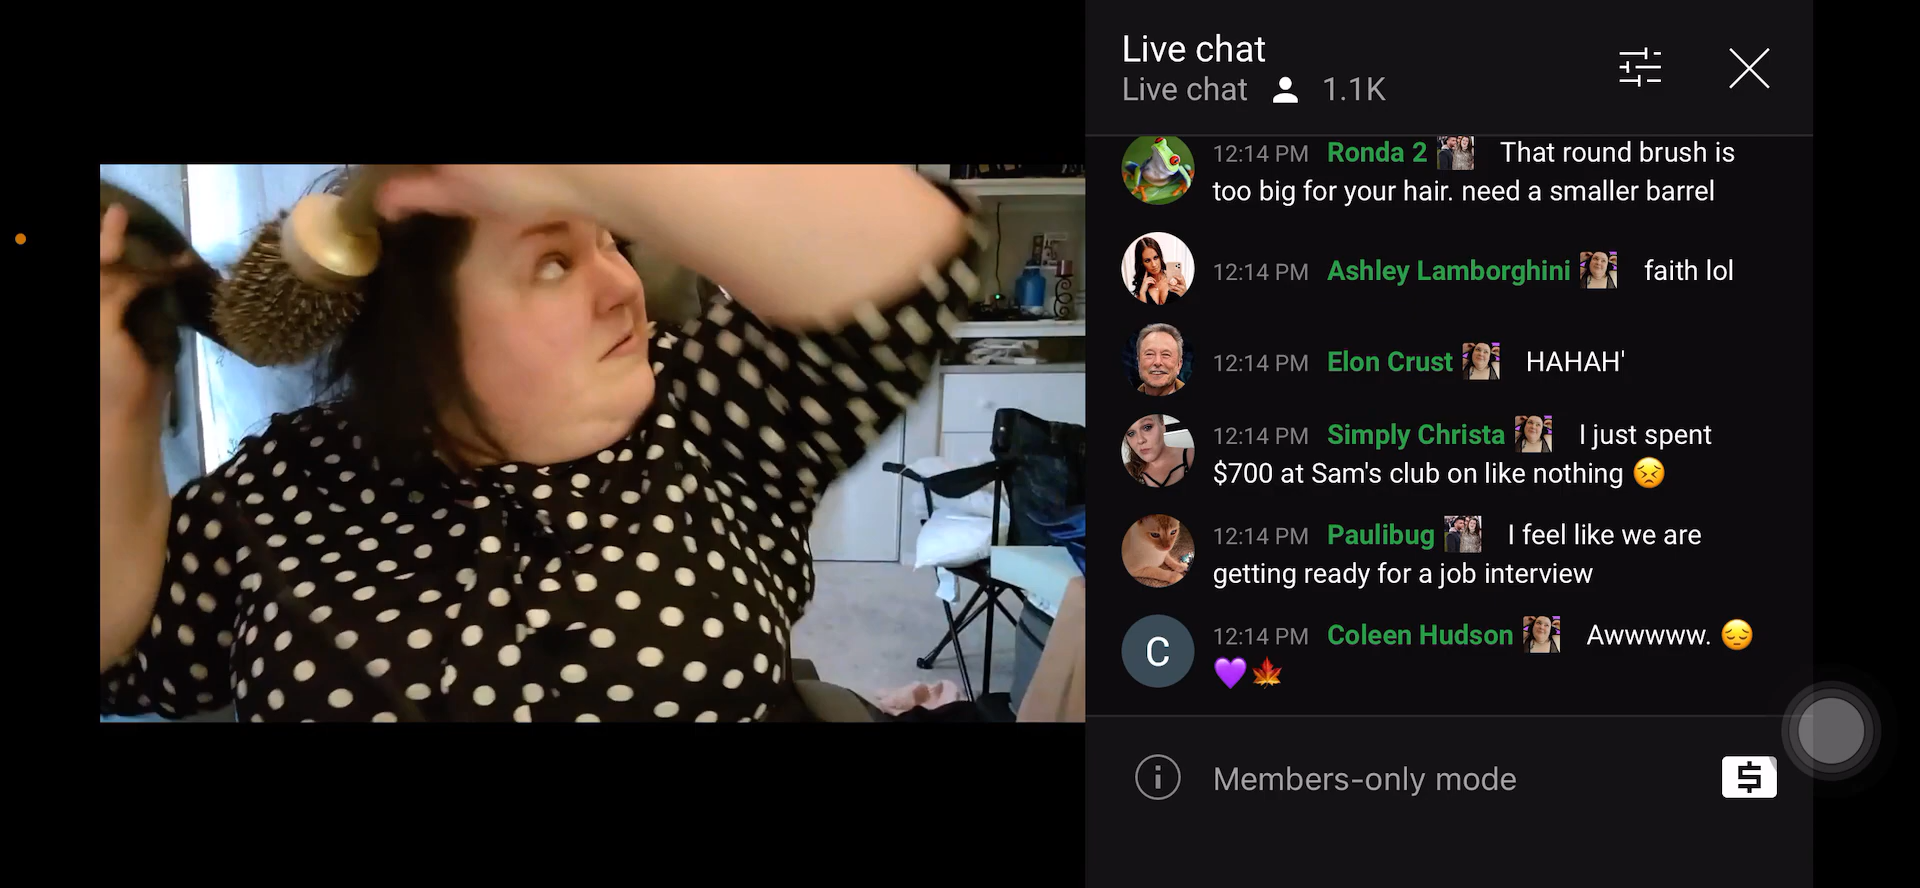 Live chat
Live chat 1.1K
12:14 PM Ronda 2 That round brush is
too big for your hair. need a smaller barrel
12:14 PM Ashley Lamborghini faith lol
12:14 PM Elon Crust HAHAH'
12:14 PM Simply Christa I just spent
$700 at Sam's club on like nothing 😣
12:14 PM Paulibug I feel like we are
getting ready for a job interview
C
12:14 PM Coleen Hudson Awwwww. 😔
💜🍁
Members-only mode